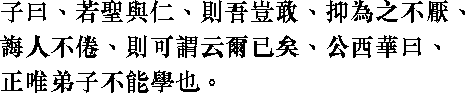 子曰、若聖與仁、則吾豈敢、抑為之不厭、
誨人不倦、則可謂云爾已矣、公西華曰、
正唯弟子不能學也。